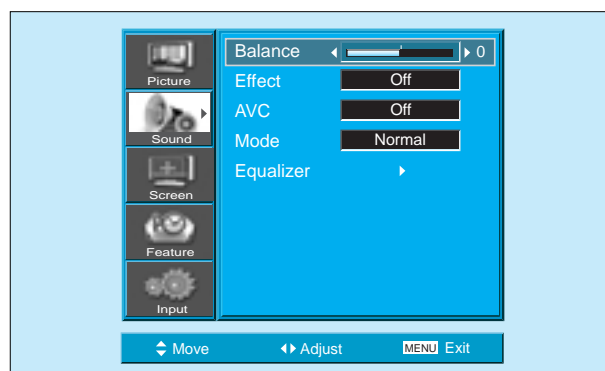 Picture
Sound
Screen
Feature
Input
Balance 0
Effect Off
AVC Off
Mode Normal
Equalizer
Move Adjust MENU Exit